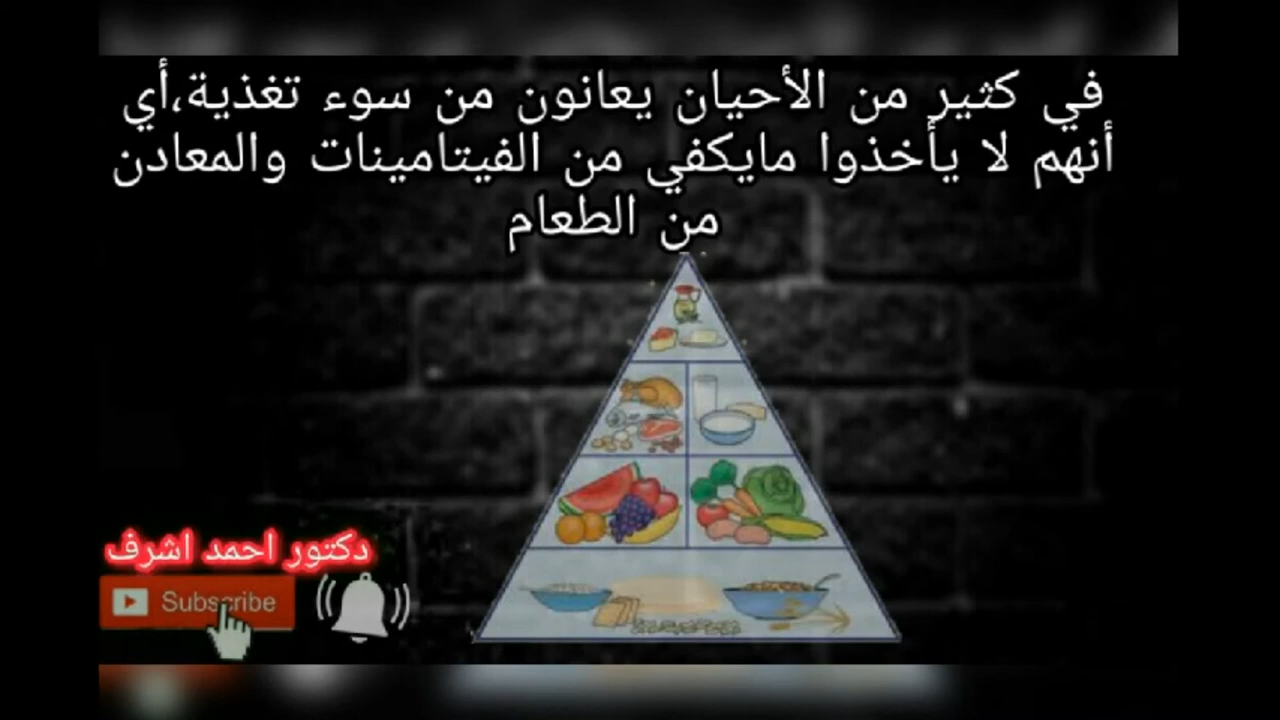 في كثير من الأحيان يعانون من سوء تغذية،أي
أنهم لا يأخذوا مايكفي من الفيتامينات والمعادن
من الطعام
دكتور احمد اشرف
Subscribe